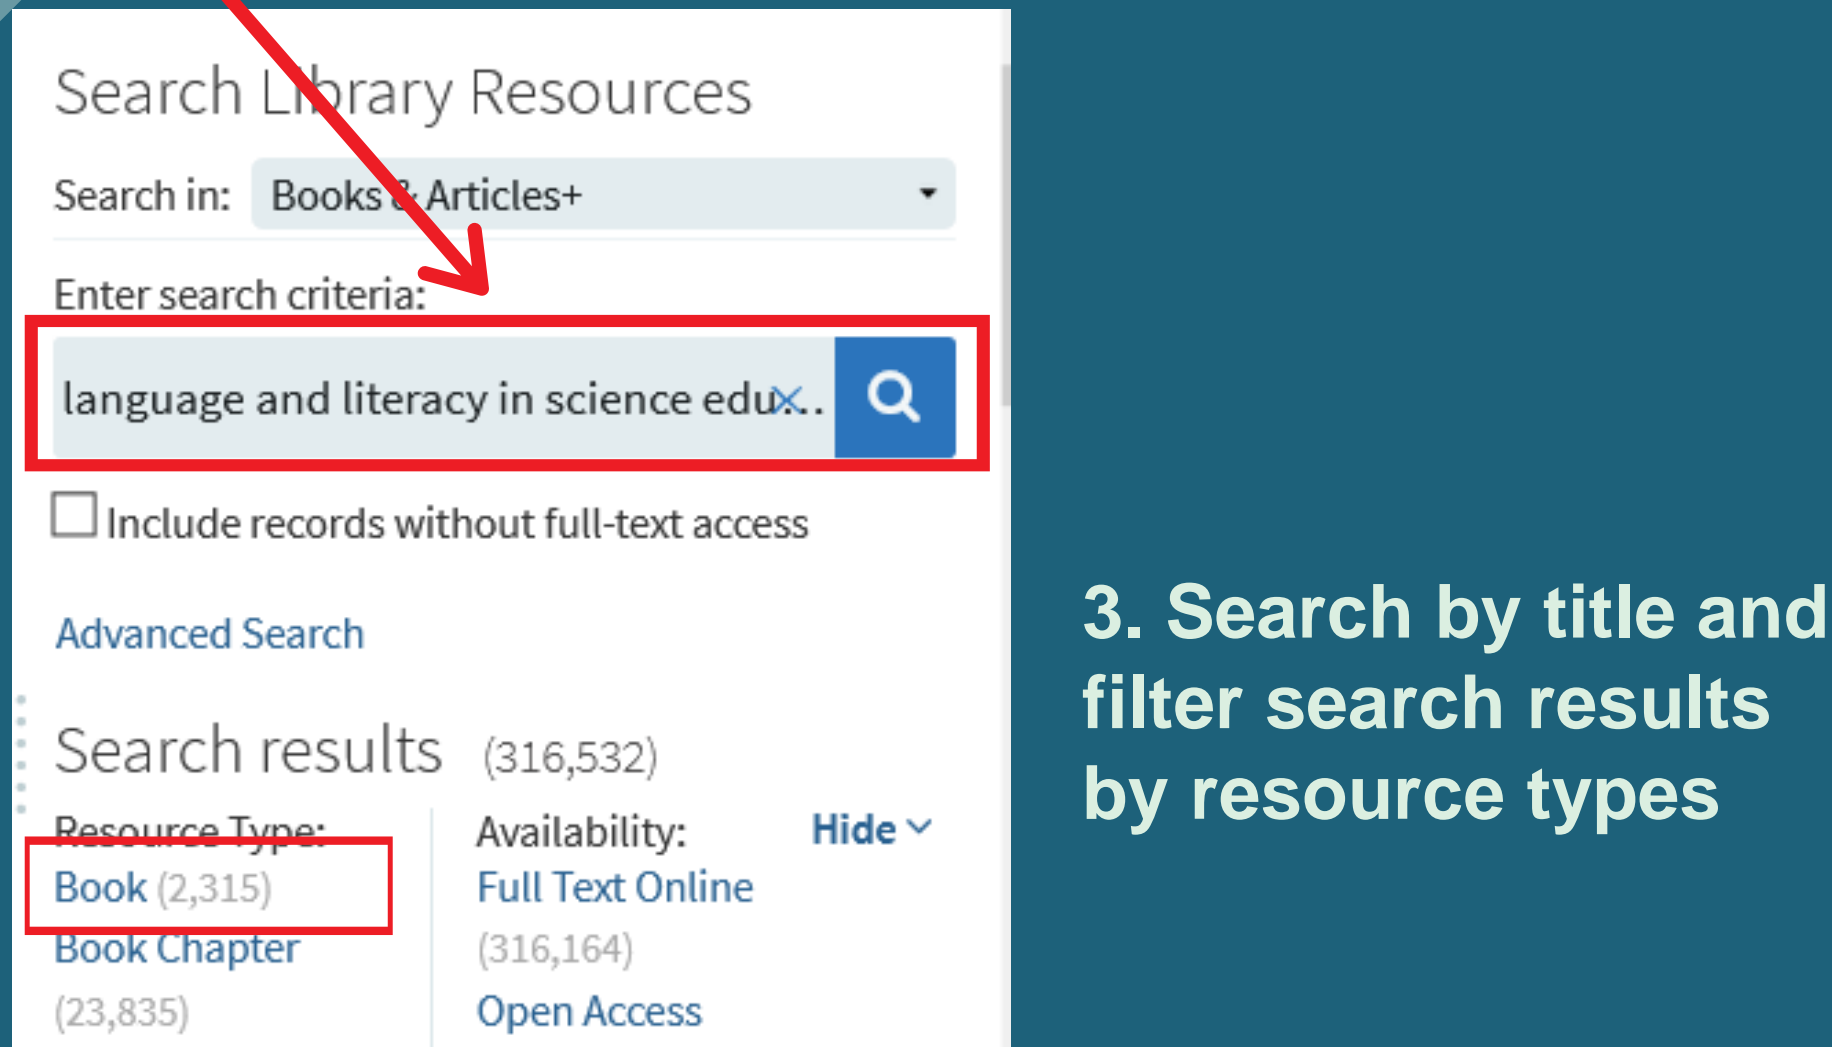 Search Library Resources
Search in: Books & Articles+
Enter search criteria:
language and literacy in science edu...
Include records without full-text access
Advanced Search
Search results (316,532)
Resource Type:
Book (2,315)
Book Chapter
(23,835)
Availability:
Hide
Full Text Online
(316,164)
Open Access
3. Search by title and
filter search results
by resource types